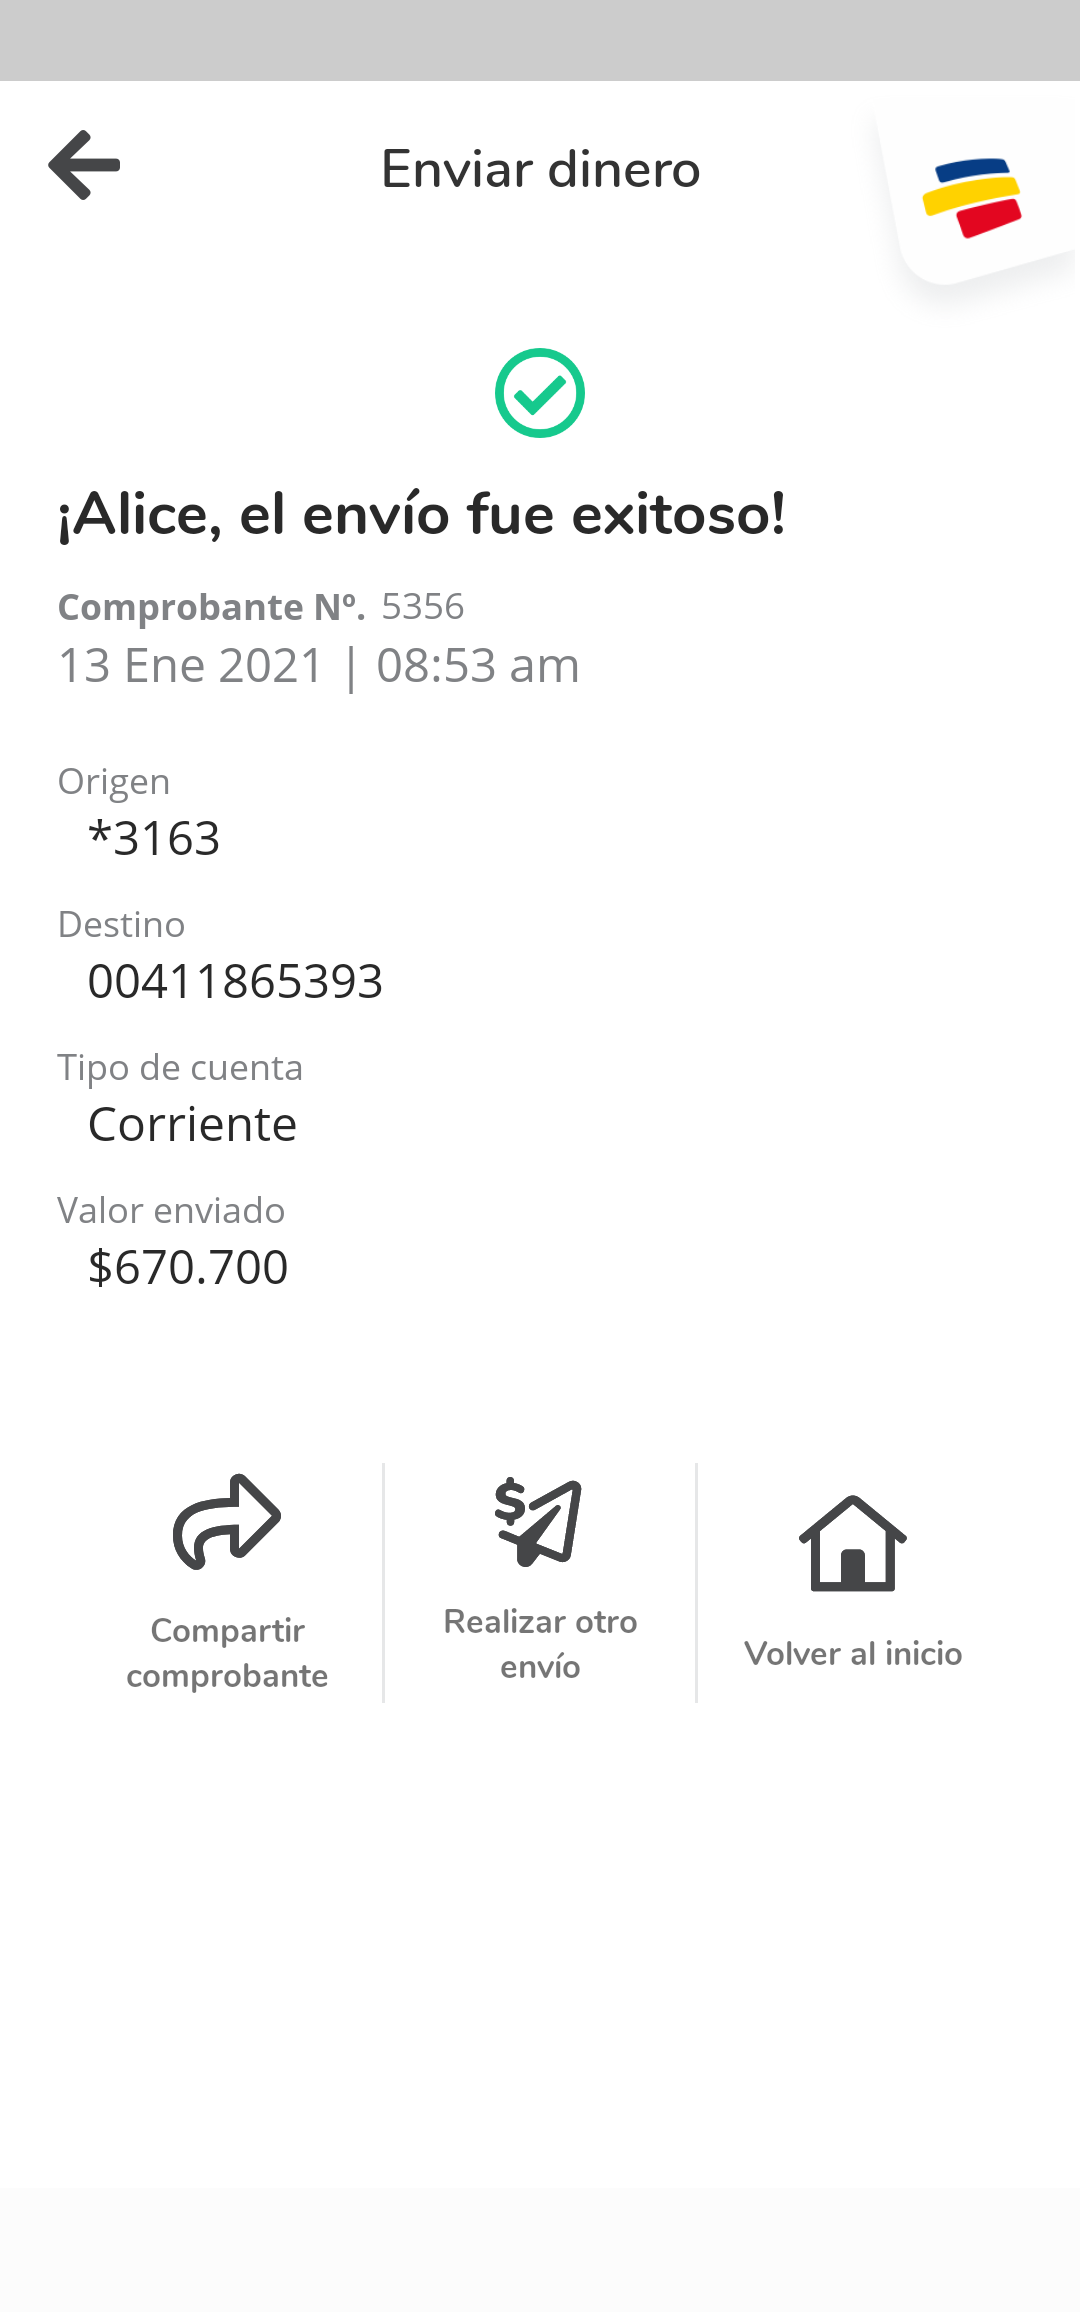 Enviar dinero
¡Alice, el envío fue exitoso!
Comprobante Nº. 5356
13 Ene 2021 | 08:53 am
Origen
*3163
Destino
00411865393
Tipo de cuenta
Corriente
Valor enviado
$670.700
Compartir
comprobante
Realizar otro
envío
Volver al inicio